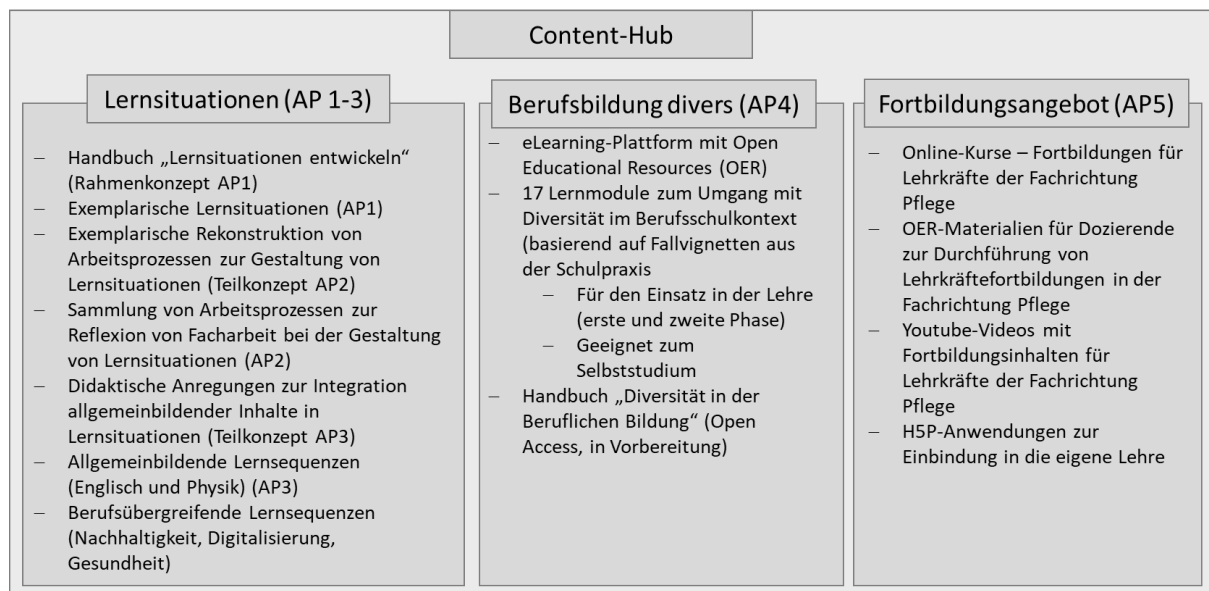 Content-Hub
Lernsituationen (AP 1-3)
– Handbuch „Lernsituationen entwickeln“
(Rahmenkonzept AP1)
– Exemplarische Lernsituationen (AP1)
– Exemplarische Rekonstruktion von
Arbeitsprozessen zur Gestaltung von
Lernsituationen (Teilkonzept AP2)
– Sammlung von Arbeitsprozessen zur
Reflexion von Facharbeit bei der Gestaltung
von Lernsituationen (AP2)
– Didaktische Anregungen zur Integration
allgemeinbildender Inhalte in
Lernsituationen (Teilkonzept AP3)
– Allgemeinbildende Lernsequenzen
(Englisch und Physik) (AP3)
– Berufsübergreifende Lernsequenzen
(Nachhaltigkeit, Digitalisierung,
Gesundheit)
Berufsbildung divers (AP4)
– eLearning-Plattform mit Open
Educational Resources (OER)
– 17 Lernmodule zum Umgang mit
Diversität im Berufsschulkontext
(basierend auf Fallvignetten aus
der Schulpraxis
– Für den Einsatz in der Lehre
(erste und zweite Phase)
– Geeignet zum
Selbststudium
– Handbuch „Diversität in der
Beruflichen Bildung“ (Open
Access, in Vorbereitung)
Fortbildungsangebot (AP5)
– Online-Kurse – Fortbildungen für
Lehrkräfte der Fachrichtung
Pflege
– OER-Materialien für Dozierende
zur Durchführung von
Lehrkräftefortbildungen in der
Fachrichtung Pflege
– Youtube-Videos mit
Fortbildungsinhalten für
Lehrkräfte der Fachrichtung
Pflege
– H5P-Anwendungen zur
Einbindung in die eigene Lehre